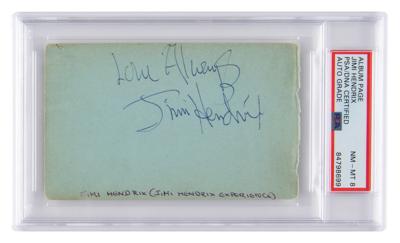 Love Always
Jimi Hendrix
JIMI HENDRIX (JIMI HENDRIX EXPERIENCE)
ALBUM PAGE
JIMI HENDRIX
PSA/DNA CERTIFIED
AUTO GRADE
NM - MT 8
84798699
PSA